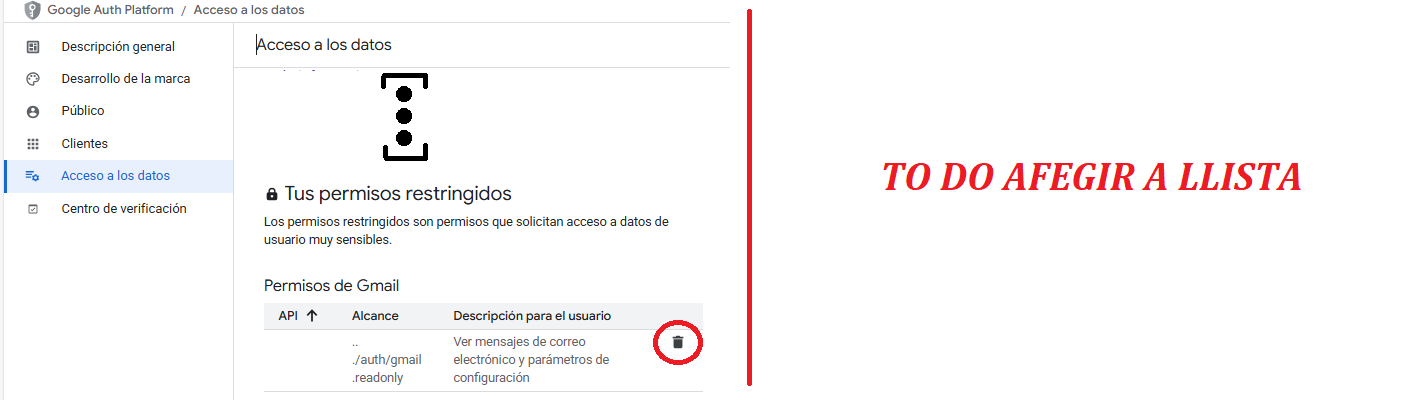 Google Auth Platform / Acceso a los datos
Descripción general
Desarrollo de la marca
Público
Clientes
Acceso a los datos
Centro de verificación
Acceso a los datos
Tus permisos restringidos
Los permisos restringidos son permisos que solicitan acceso a datos de
usuario muy sensibles.
Permisos de Gmail
API Alcance Descripción para el usuario
..
./auth/gmail
.readonly
Ver mensajes de correo
electrónico y parámetros de
configuración
TO DO AFEGIR A LLISTA